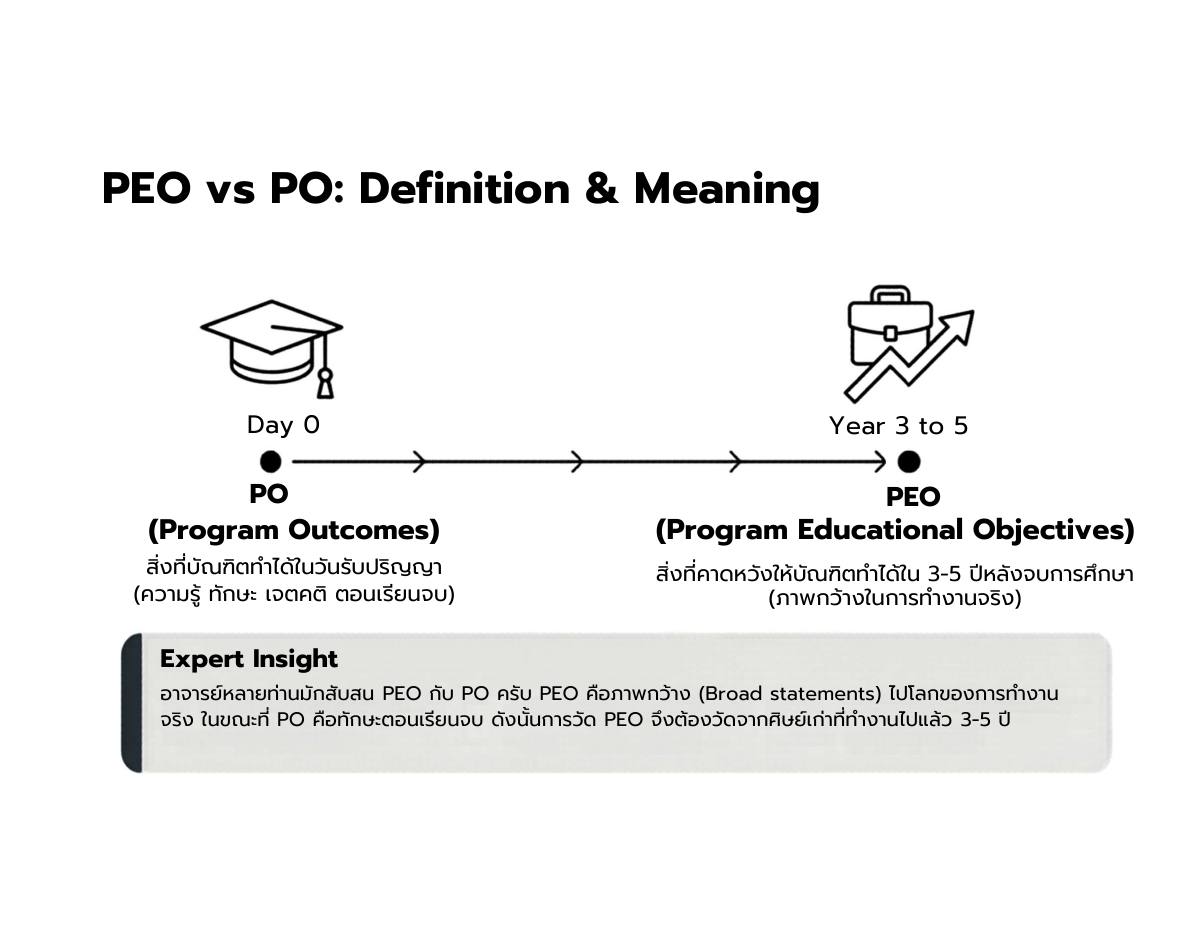 PEO vs PO: Definition & Meaning
Day 0
Year 3 to 5
PO
(Program Outcomes)
สิ่งที่บัณฑิตทำได้ในวันรับปริญญา
(ความรู้ ทักษะ เจตคติ ตอนเรียนจบ)
PEO
(Program Educational Objectives)
สิ่งที่คาดหวังให้บัณฑิตทำได้ใน 3-5 ปีหลังจบการศึกษา
(ภาพกว้างในการทำงานจริง)
Expert Insight
อาจารย์หลายท่านมักสับสน PEO กับ PO ครับ PEO คือภาพกว้าง (Broad statements) ไปโลกของการทำงาน
จริง ในขณะที่ PO คือทักษะตอนเรียนจบ ดังนั้นการวัด PEO จึงต้องวัดจากศิษย์เก่าที่ทำงานไปแล้ว 3-5 ปี